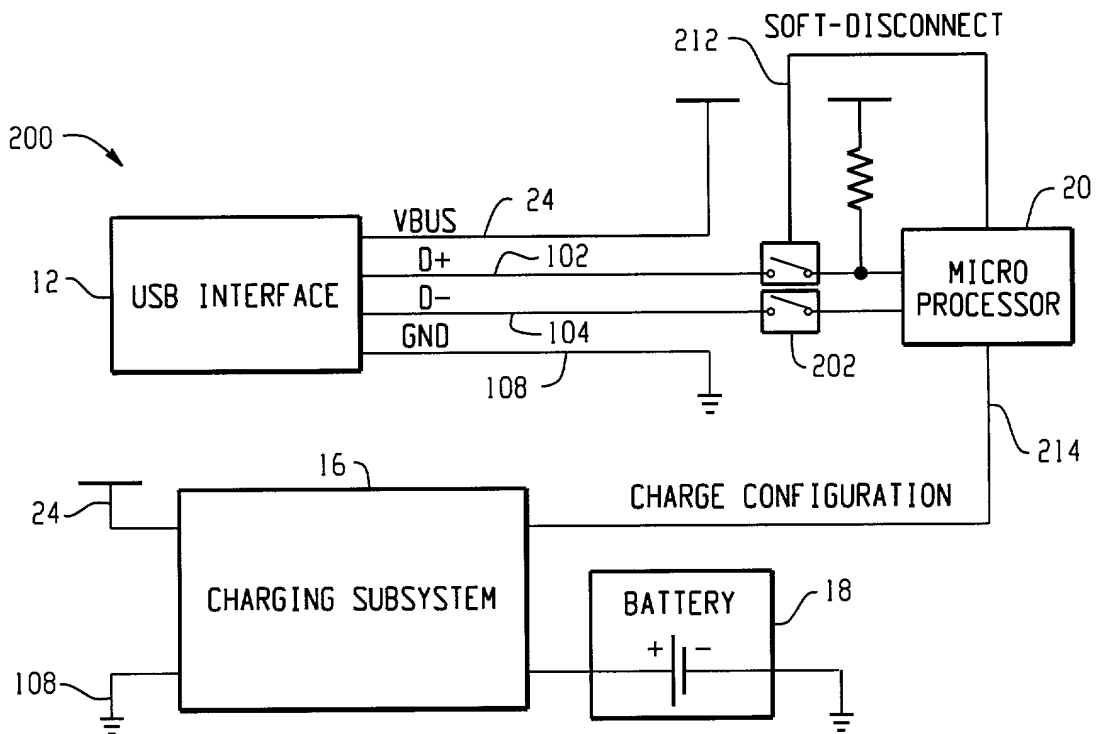 SOFT-DISCONNECT
212
200
VBUS
24
20
D+
102
12
USB INTERFACE
D-
MICRO
PROCESSOR
104
GND
202
108
214
16
CHARGE CONFIGURATION
24
CHARGING SUBSYSTEM
BATTERY
18
+ -
108